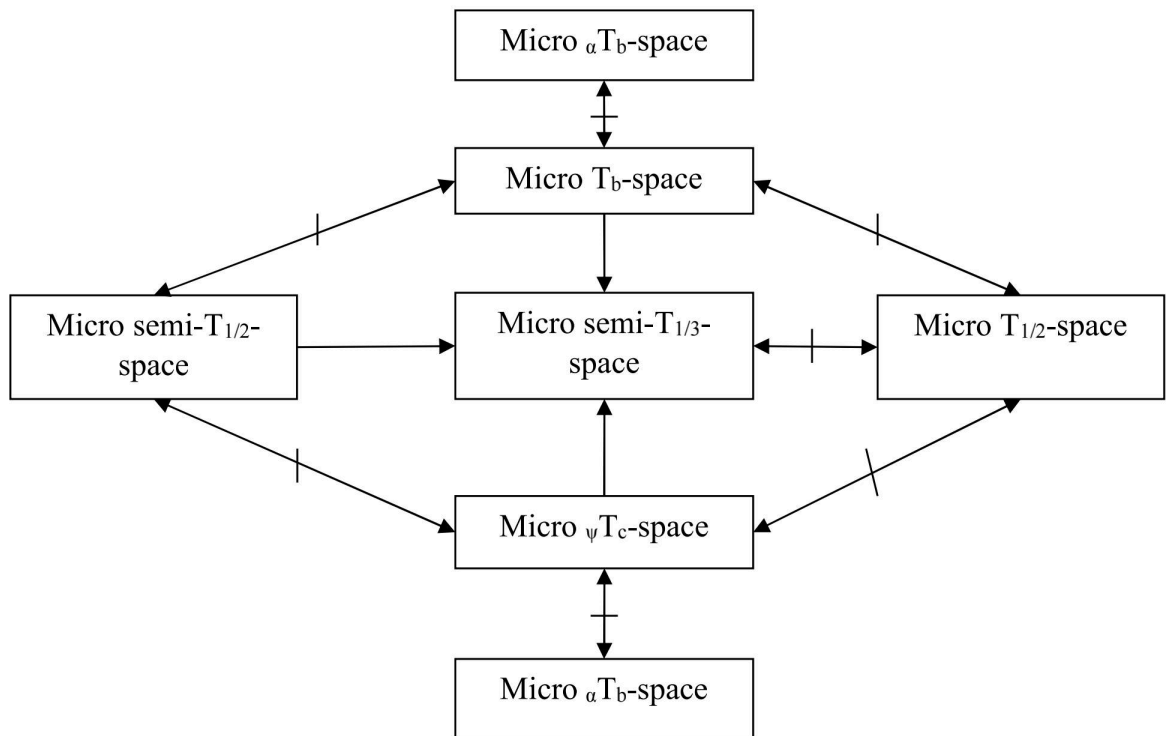 Micro αTb-space
Micro Tb-space
Micro semi-T1/2-
space
Micro semi-T1/3-
space
Micro T1/2-space
Micro ψTc-space
Micro αTb-space